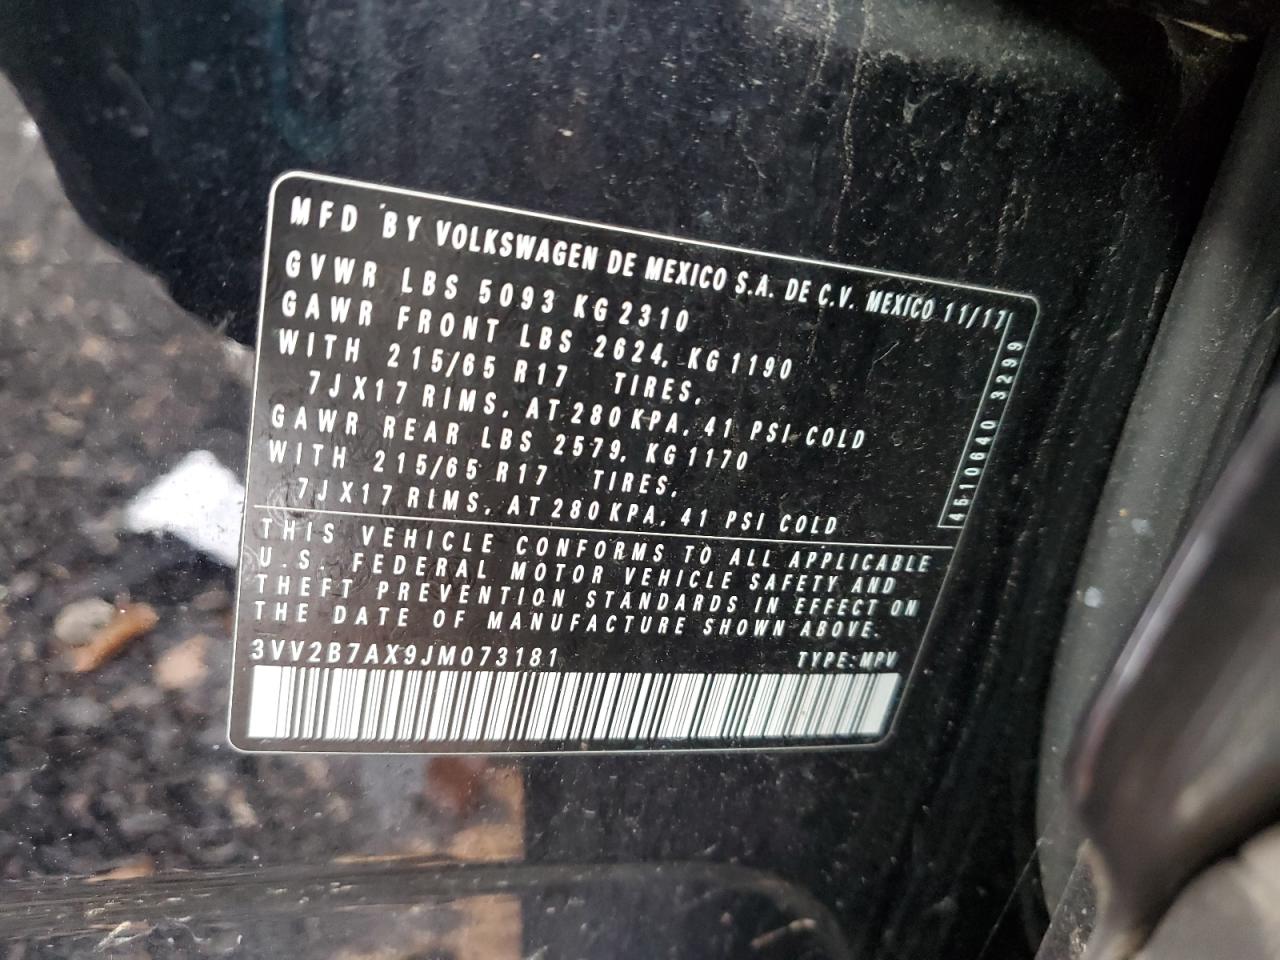 MFD BY VOLKSWAGEN DE MEXICO S.A. DE C.V. MEXICO 11/17
GVWR LBS 5093 KG 2310
GAWR FRONT LBS 2624, KG 1190
WITH 215/65 R17 TIRES,
7JX17 RIMS, AT 280 KPA, 41 PSI COLD
GAWR REAR LBS 2579, KG 1170
WITH 215/65 R17 TIRES,
7JX17 RIMS, AT 280 KPA, 41 PSI COLD
4610640 3299
THIS VEHICLE CONFORMS TO ALL APPLICABLE
U.S. FEDERAL MOTOR VEHICLE SAFETY AND
THEFT PREVENTION STANDARDS IN EFFECT ON
THE DATE OF MANUFACTURE SHOWN ABOVE.
3VV2B7AX9JM073181 TYPE:MPV